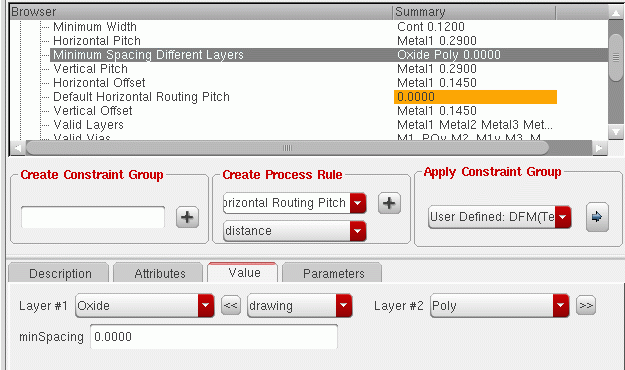 Browser Summary
Minimum Width Cont 0.1200
Horizontal Pitch Metal1 0.2900
Minimum Spacing Different Layers Oxide Poly 0.0000
Vertical Pitch Metal1 0.2900
Horizontal Offset Metal1 0.1450
Default Horizontal Routing Pitch 0.0000
Vertical Offset Metal1 0.1450
Valid Layers Metal1 Metal2 Metal3 Met...
Valid Vias M1_POv M2_M1v M3_M
Create Constraint Group Create Process Rule Apply Constraint Group
orizontal Routing Pitch
User Defined: DFM(Te
distance
Description Attributes Value Parameters
Layer #1 Oxide << drawing Layer #2 Poly >>
minSpacing 0.0000